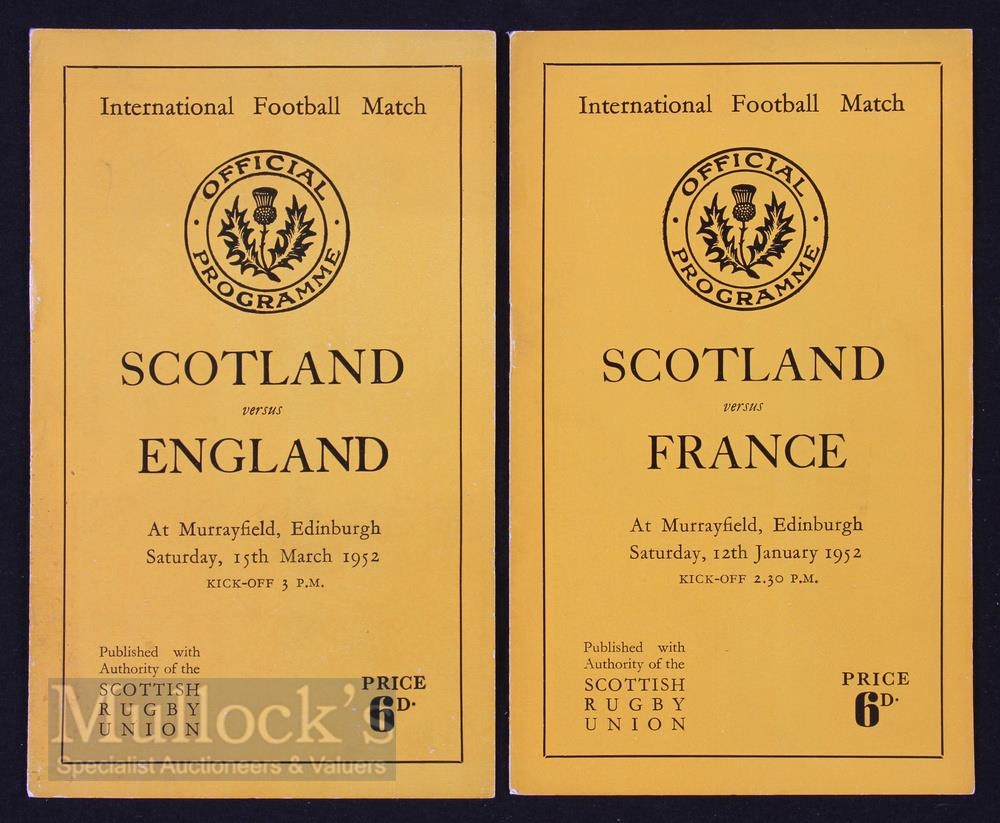 International Football Match
OFFICIAL
PROGRAMME
SCOTLAND
versus
ENGLAND
At Murrayfield, Edinburgh
Saturday, 15th March 1952
KICK-OFF 3 P.M.
Published with
Authority of the
SCOTTISH
RUGBY
UNION
PRICE
6D.
Mullock's
Specialist Auctioneers & Valuers
International Football Match
OFFICIAL
PROGRAMME
SCOTLAND
versus
FRANCE
At Murrayfield, Edinburgh
Saturday, 12th January 1952
KICK-OFF 2.30 P.M.
Published with
Authority of the
SCOTTISH
RUGBY
UNION
PRICE
6D.